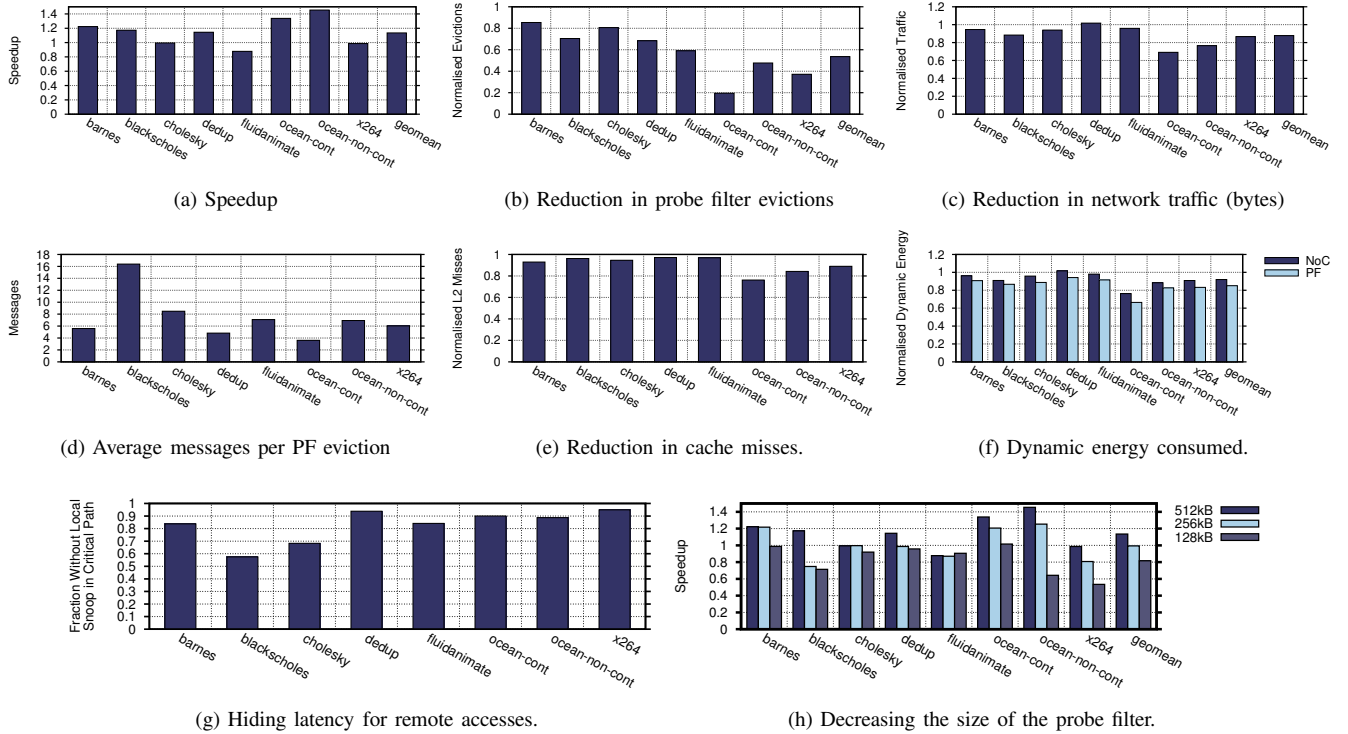 Speedup
1.4
1.2
1
0.8
0.6
0.4
0.2
0
barnes
blackscholes
cholesky
dedup
fluidanimate
ocean-cont
ocean-non-cont
x264
geomean
(a) Speedup
Normalised Evictions
1
0.8
0.6
0.4
0.2
0
barnes
blackscholes
cholesky
dedup
fluidanimate
ocean-cont
ocean-non-cont
x264
geomean
(b) Reduction in probe filter evictions
Normalised Traffic
1.2
1
0.8
0.6
0.4
0.2
0
barnes
blackscholes
cholesky
dedup
fluidanimate
ocean-cont
ocean-non-cont
x264
geomean
(c) Reduction in network traffic (bytes)
Messages
18
16
14
12
10
8
6
4
2
0
barnes
blackscholes
cholesky
dedup
fluidanimate
ocean-cont
ocean-non-cont
x264
(d) Average messages per PF eviction
Normalised L2 Misses
1
0.8
0.6
0.4
0.2
0
barnes
blackscholes
cholesky
dedup
fluidanimate
ocean-cont
ocean-non-cont
x264
(e) Reduction in cache misses.
Normalised Dynamic Energy
1.2
1
0.8
0.6
0.4
0.2
0
barnes
blackscholes
cholesky
dedup
fluidanimate
ocean-cont
ocean-non-cont
x264
geomean
NoC
PF
(f) Dynamic energy consumed.
Fraction Without Local
Snoop in Critical Path
1
0.9
0.8
0.7
0.6
0.5
0.4
0.3
0.2
0.1
0
barnes
blackscholes
cholesky
dedup
fluidanimate
ocean-cont
ocean-non-cont
x264
(g) Hiding latency for remote accesses.
Speedup
1.4
1.2
1
0.8
0.6
0.4
0.2
0
barnes
blackscholes
cholesky
dedup
fluidanimate
ocean-cont
ocean-non-cont
x264
geomean
512kB
256kB
128kB
(h) Decreasing the size of the probe filter.